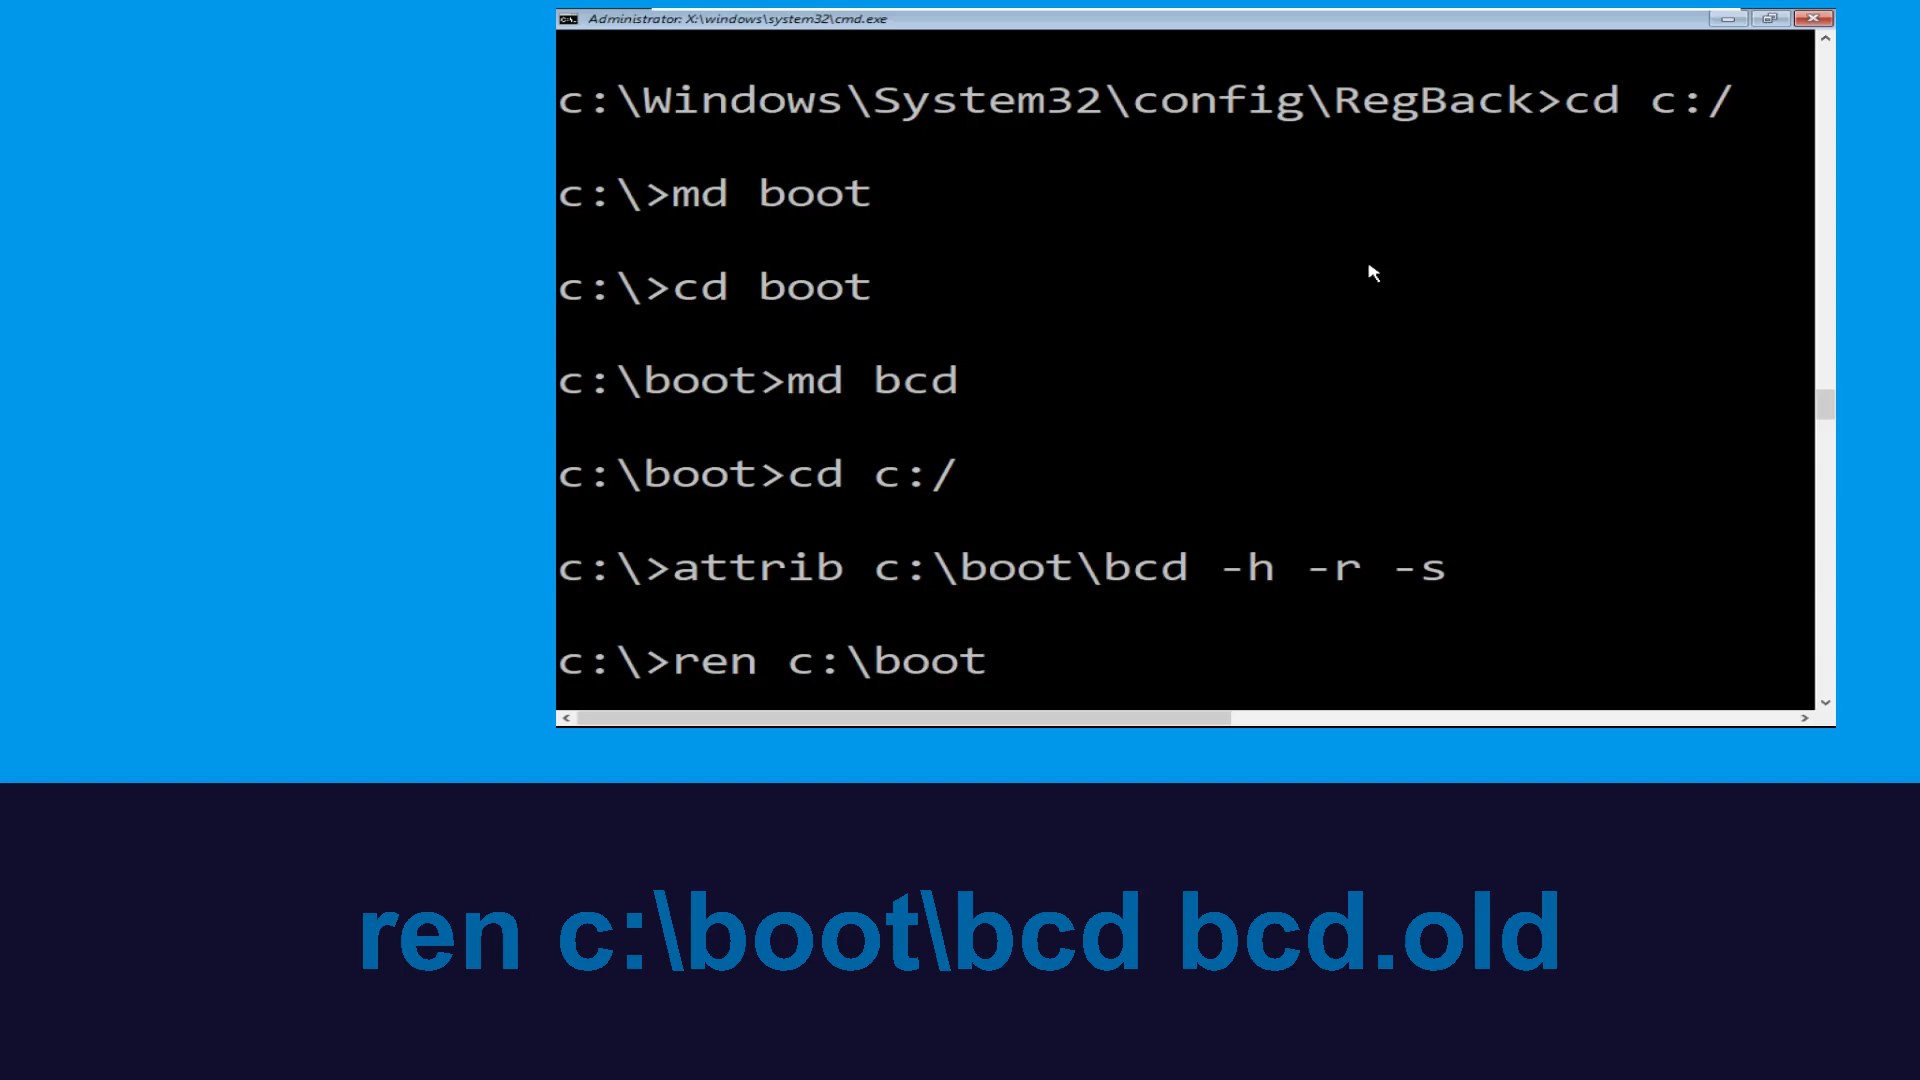 Administrator: X:\windows\system32\cmd.exe
c:\Windows\System32\config\RegBack>cd c:/
c:\>md boot
c:\>cd boot
c:\boot>md bcd
c:\boot>cd c:/
c:\>attrib c:\boot\bcd -h -r -s
c:\>ren c:\boot
ren c:\boot\bcd bcd.old